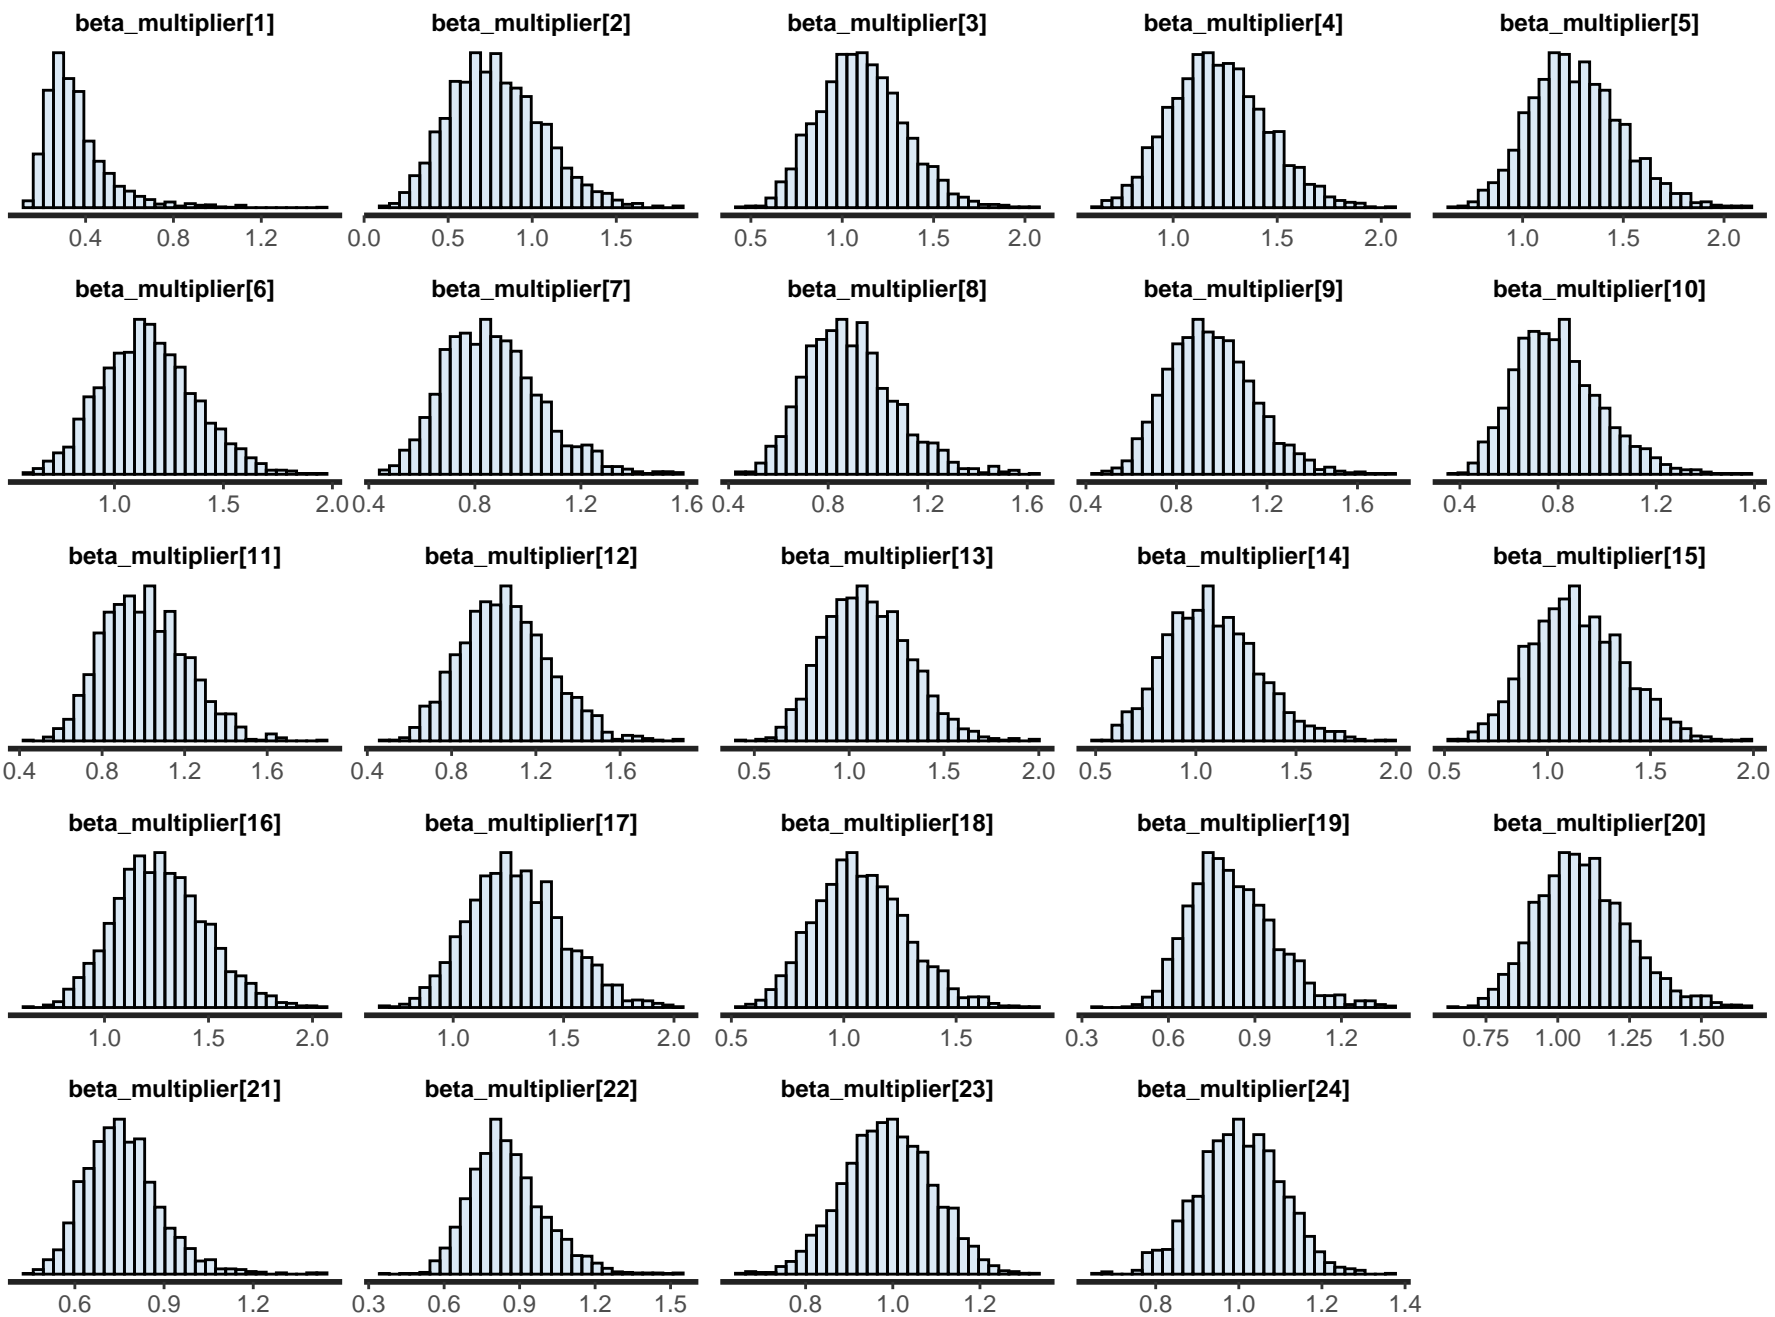 beta_multiplier[1] beta_multiplier[2] beta_multiplier[3] beta_multiplier[4] beta_multiplier[5]
0.4 0.8 1.2 0.0 0.5 1.0 1.5 0.5 1.0 1.5 2.0 1.0 1.5 2.0 1.0 1.5 2.0
beta_multiplier[6] beta_multiplier[7] beta_multiplier[8] beta_multiplier[9] beta_multiplier[10]
1.0 1.5 2.0 0.4 0.8 1.2 1.6 0.4 0.8 1.2 1.6 0.4 0.8 1.2 1.6 0.4 0.8 1.2 1.6
beta_multiplier[11] beta_multiplier[12] beta_multiplier[13] beta_multiplier[14] beta_multiplier[15]
0.4 0.8 1.2 1.6 0.4 0.8 1.2 1.6 0.5 1.0 1.5 2.0 0.5 1.0 1.5 2.0 0.5 1.0 1.5 2.0
beta_multiplier[16] beta_multiplier[17] beta_multiplier[18] beta_multiplier[19] beta_multiplier[20]
1.0 1.5 2.0 1.0 1.5 2.0 0.5 1.0 1.5 0.3 0.6 0.9 1.2 0.75 1.00 1.25 1.50
beta_multiplier[21] beta_multiplier[22] beta_multiplier[23] beta_multiplier[24]
0.6 0.9 1.2 0.3 0.6 0.9 1.2 1.5 0.8 1.0 1.2 0.8 1.0 1.2 1.4